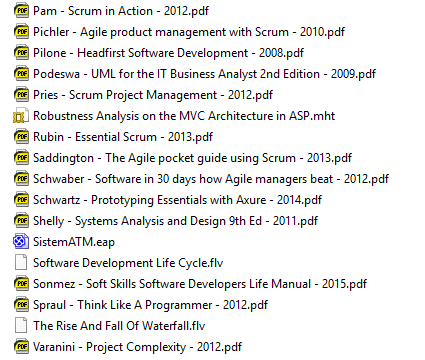 Pam - Scrum in Action - 2012.pdf
Pichler - Agile product management with Scrum - 2010.pdf
Pilone - Headfirst Software Development - 2008.pdf
Podeswa - UML for the IT Business Analyst 2nd Edition - 2009.pdf
Pries - Scrum Project Management - 2012.pdf
Robustness Analysis on the MVC Architecture in ASP.mht
Rubin - Essential Scrum - 2013.pdf
Saddington - The Agile pocket guide using Scrum - 2013.pdf
Schwaber - Software in 30 days how Agile managers beat - 2012.pdf
Schwartz - Prototyping Essentials with Axure - 2014.pdf
Shelly - Systems Analysis and Design 9th Ed - 2011.pdf
SistemATM.eap
Software Development Life Cycle.flv
Sonmez - Soft Skills Software Developers Life Manual - 2015.pdf
Spraul - Think Like A Programmer - 2012.pdf
The Rise And Fall Of Waterfall.flv
Varanini - Project Complexity - 2012.pdf